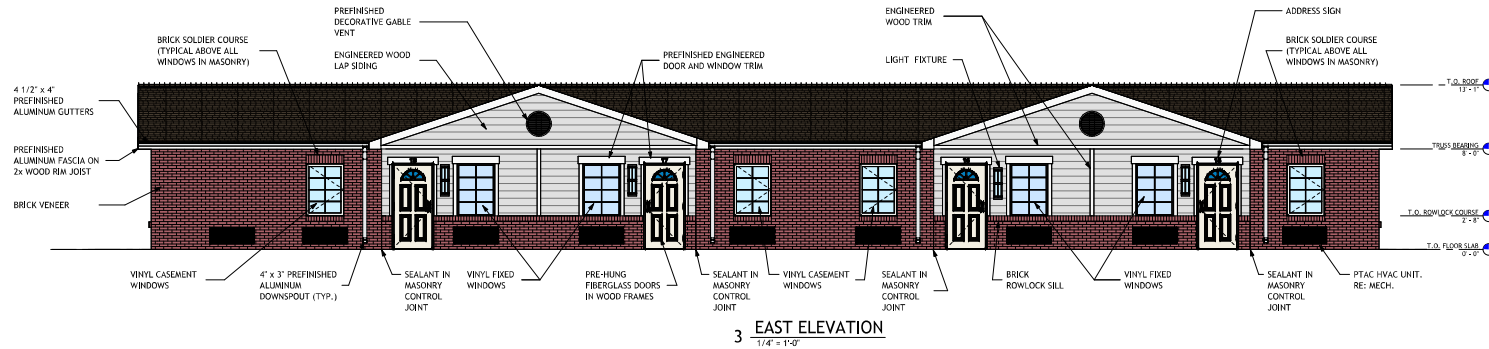 PREFINISHED
DECORATIVE GABLE
VENT
ENGINEERED
WOOD TRIM
ADDRESS SIGN
BRICK SOLDIER COURSE
(TYPICAL ABOVE ALL
WINDOWS IN MASONRY)
ENGINEERED WOOD
LAP SIDING
PREFINISHED ENGINEERED
DOOR AND WINDOW TRIM
LIGHT FIXTURE
BRICK SOLDIER COURSE
(TYPICAL ABOVE ALL
WINDOWS IN MASONRY)
4 1/2" x 4"
PREFINISHED
ALUMINUM GUTTERS
T.O. ROOF
13' - 1"
PREFINISHED
ALUMINUM FASCIA ON
2x WOOD RIM JOIST
TRUSS BEARING
8' - 0"
BRICK VENEER
T.O. ROWLOCK COURSE
2' - 8"
T.O. FLOOR SLAB
0' - 0"
VINYL CASEMENT
WINDOWS
4" x 3" PREFINISHED
ALUMINUM
DOWNSPOUT (TYP.)
SEALANT IN
MASONRY
CONTROL
JOINT
VINYL FIXED
WINDOWS
PRE-HUNG
FIBERGLASS DOORS
IN WOOD FRAMES
SEALANT IN
MASONRY
CONTROL
JOINT
VINYL CASEMENT
WINDOWS
SEALANT IN
MASONRY
CONTROL
JOINT
BRICK
ROWLOCK SILL
VINYL FIXED
WINDOWS
SEALANT IN
MASONRY
CONTROL
JOINT
PTAC HVAC UNIT.
RE: MECH.
3 EAST ELEVATION
1/4" = 1'-0"